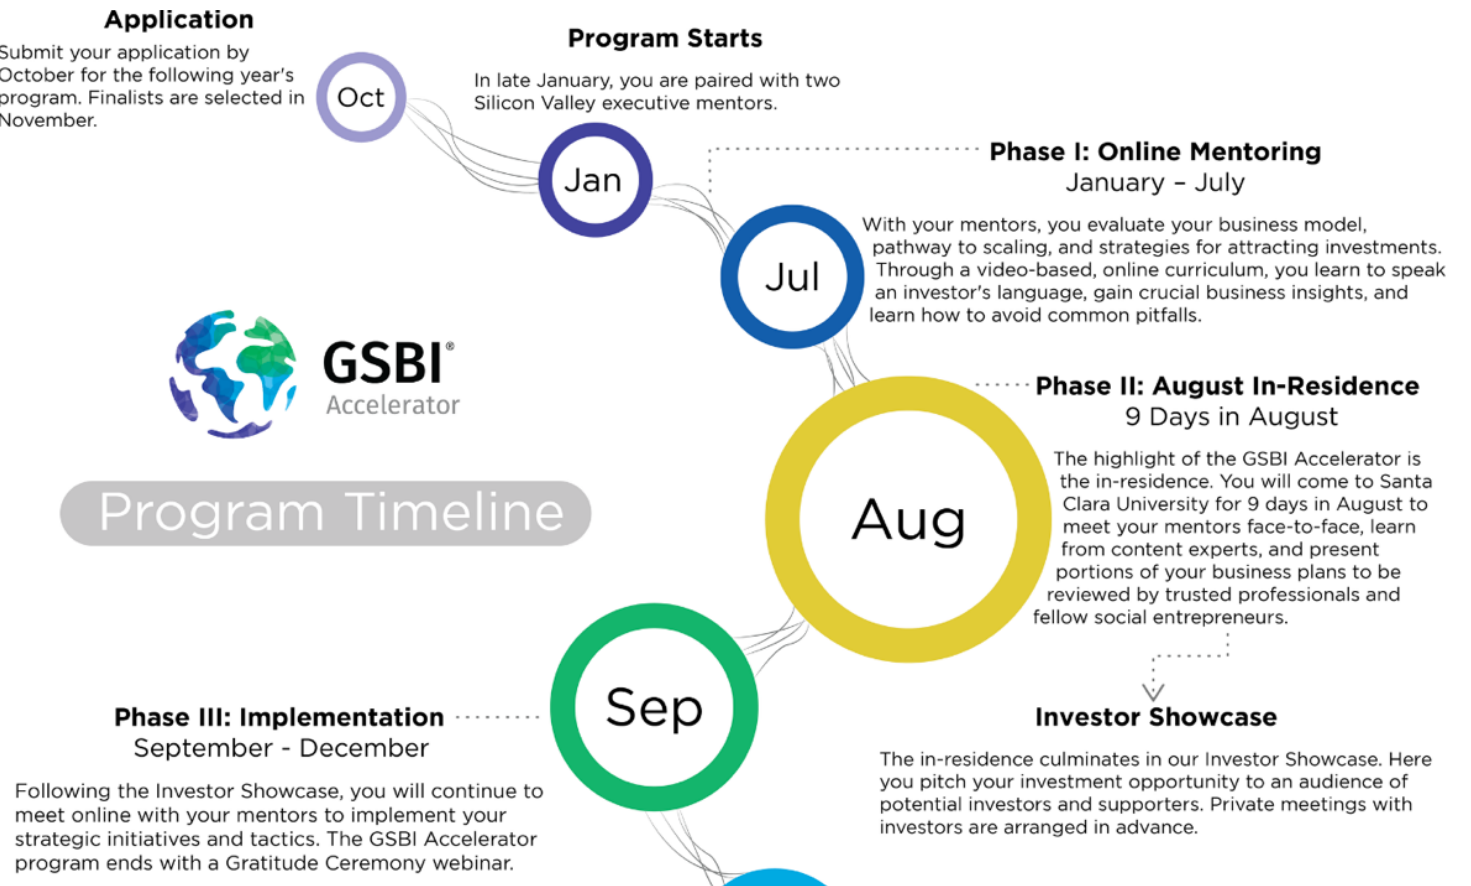 Application
Submit your application by
October for the following year's
program. Finalists are selected in
November.
Oct
Program Starts
In late January, you are paired with two
Silicon Valley executive mentors.
Jan
Phase I: Online Mentoring
January – July
With your mentors, you evaluate your business model,
pathway to scaling, and strategies for attracting investments.
Through a video-based, online curriculum, you learn to speak
an investor's language, gain crucial business insights, and
learn how to avoid common pitfalls.
Jul
GSBI®
Accelerator
Program Timeline
Phase II: August In-Residence
9 Days in August
The highlight of the GSBI Accelerator is
the in-residence. You will come to Santa
Clara University for 9 days in August to
meet your mentors face-to-face, learn
from content experts, and present
portions of your business plans to be
reviewed by trusted professionals and
fellow social entrepreneurs.
Aug
Investor Showcase
The in-residence culminates in our Investor Showcase. Here
you pitch your investment opportunity to an audience of
potential investors and supporters. Private meetings with
investors are arranged in advance.
Sep
Phase III: Implementation
September - December
Following the Investor Showcase, you will continue to
meet online with your mentors to implement your
strategic initiatives and tactics. The GSBI Accelerator
program ends with a Gratitude Ceremony webinar.